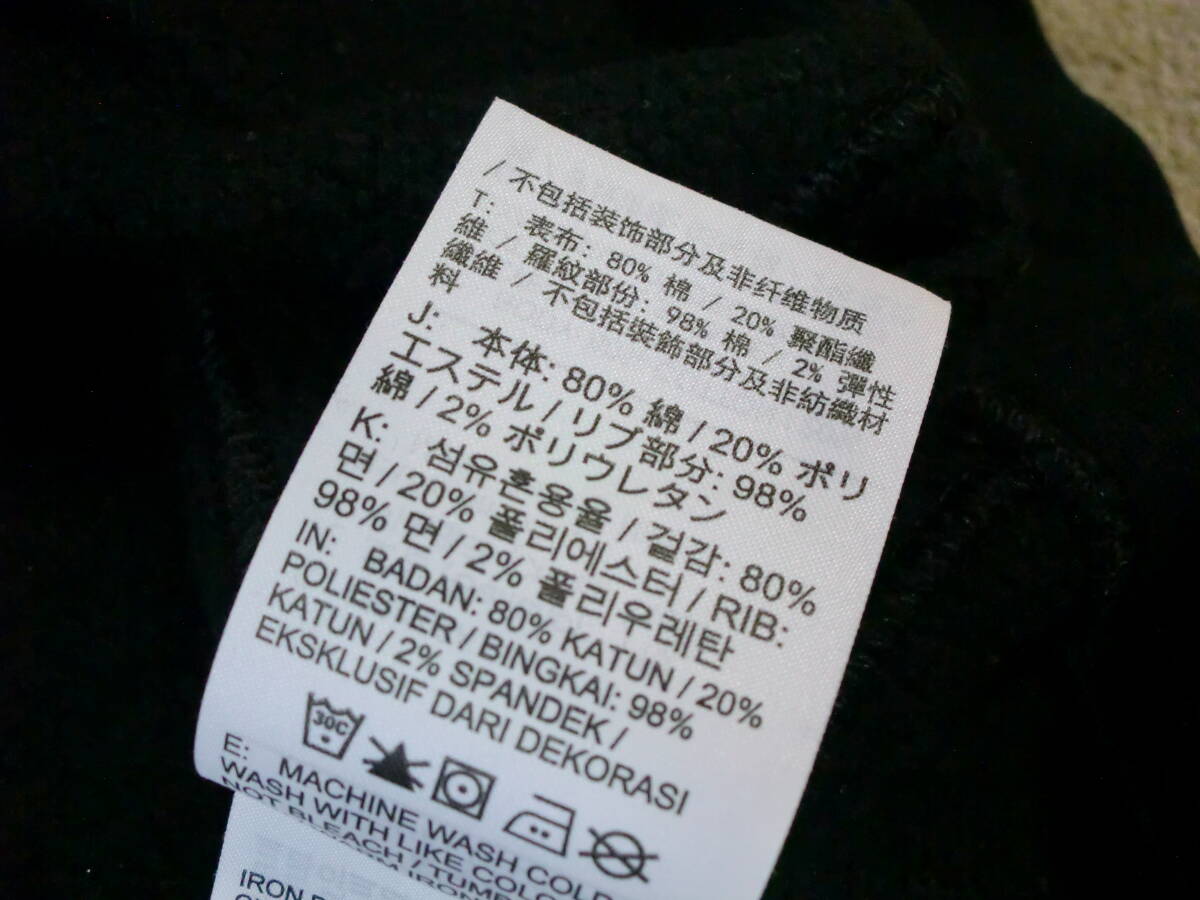 / 不包括装饰部分及非纤维物质
T: 表布: 80% 棉 / 20% 聚酯纖
維 / 羅紋部份: 98% 棉 / 2% 彈性
纖維 / 不包括裝飾部分及非紡織材
料
J: 本体: 80% 綿 / 20% ポリ
エステル / リブ部分: 98%
綿 / 2% ポリウレタン
K: 섬유혼용율 / 겉감: 80%
면 / 20% 폴리에스터 / RIB:
98% 면 / 2% 폴리우레탄
IN: BADAN: 80% KATUN / 20%
POLIESTER / BINGKAI: 98%
KATUN / 2% SPANDEK /
EKSKLUSIF DARI DEKORASI
30C
E: MACHINE WASH COLD
WASH WITH LIKE COLO
NOT BLEACH / TUMB
IRON